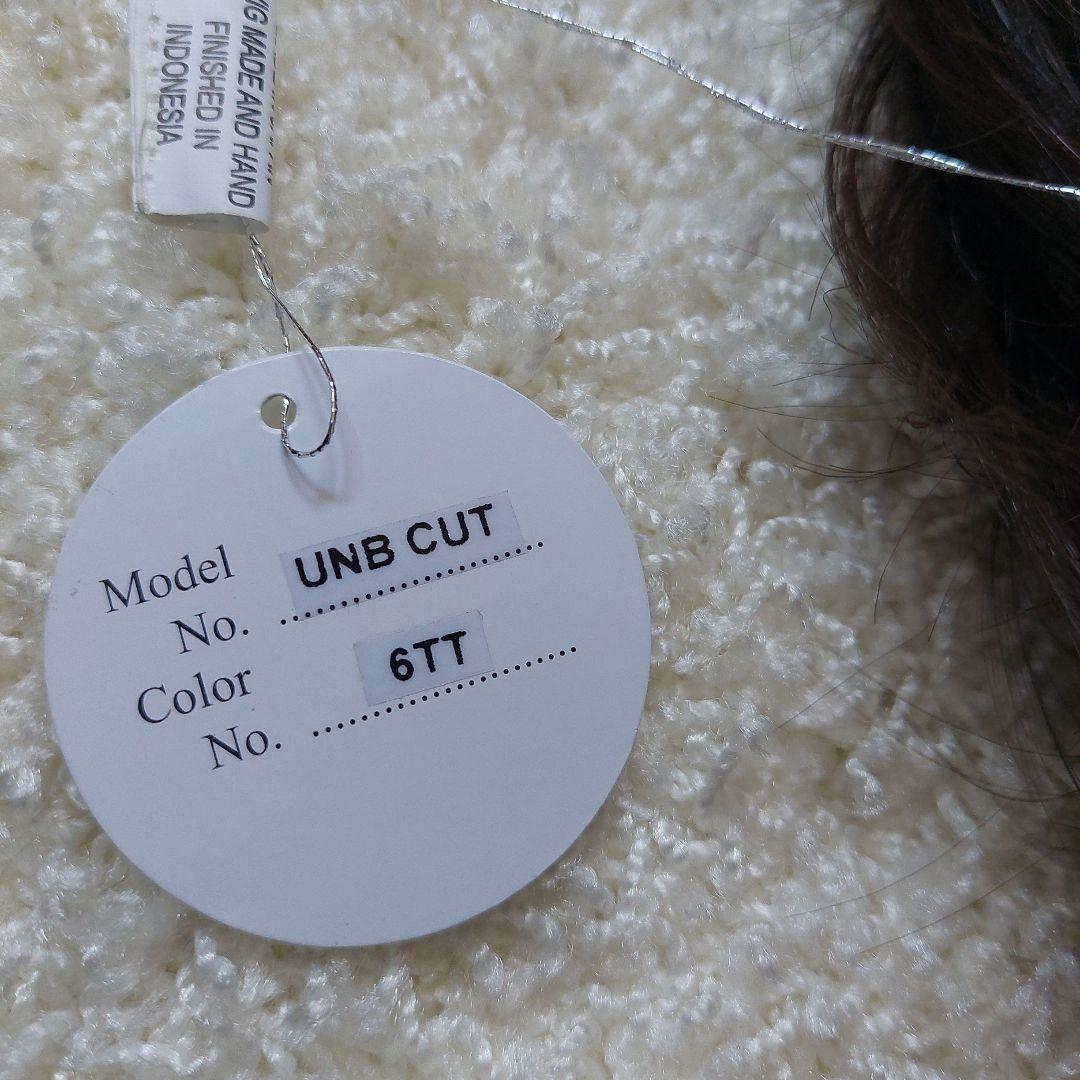 MADE AND HAND
FINISHED IN
INDONESIA
Model
No.
UNB CUT
Color
No.
6TT